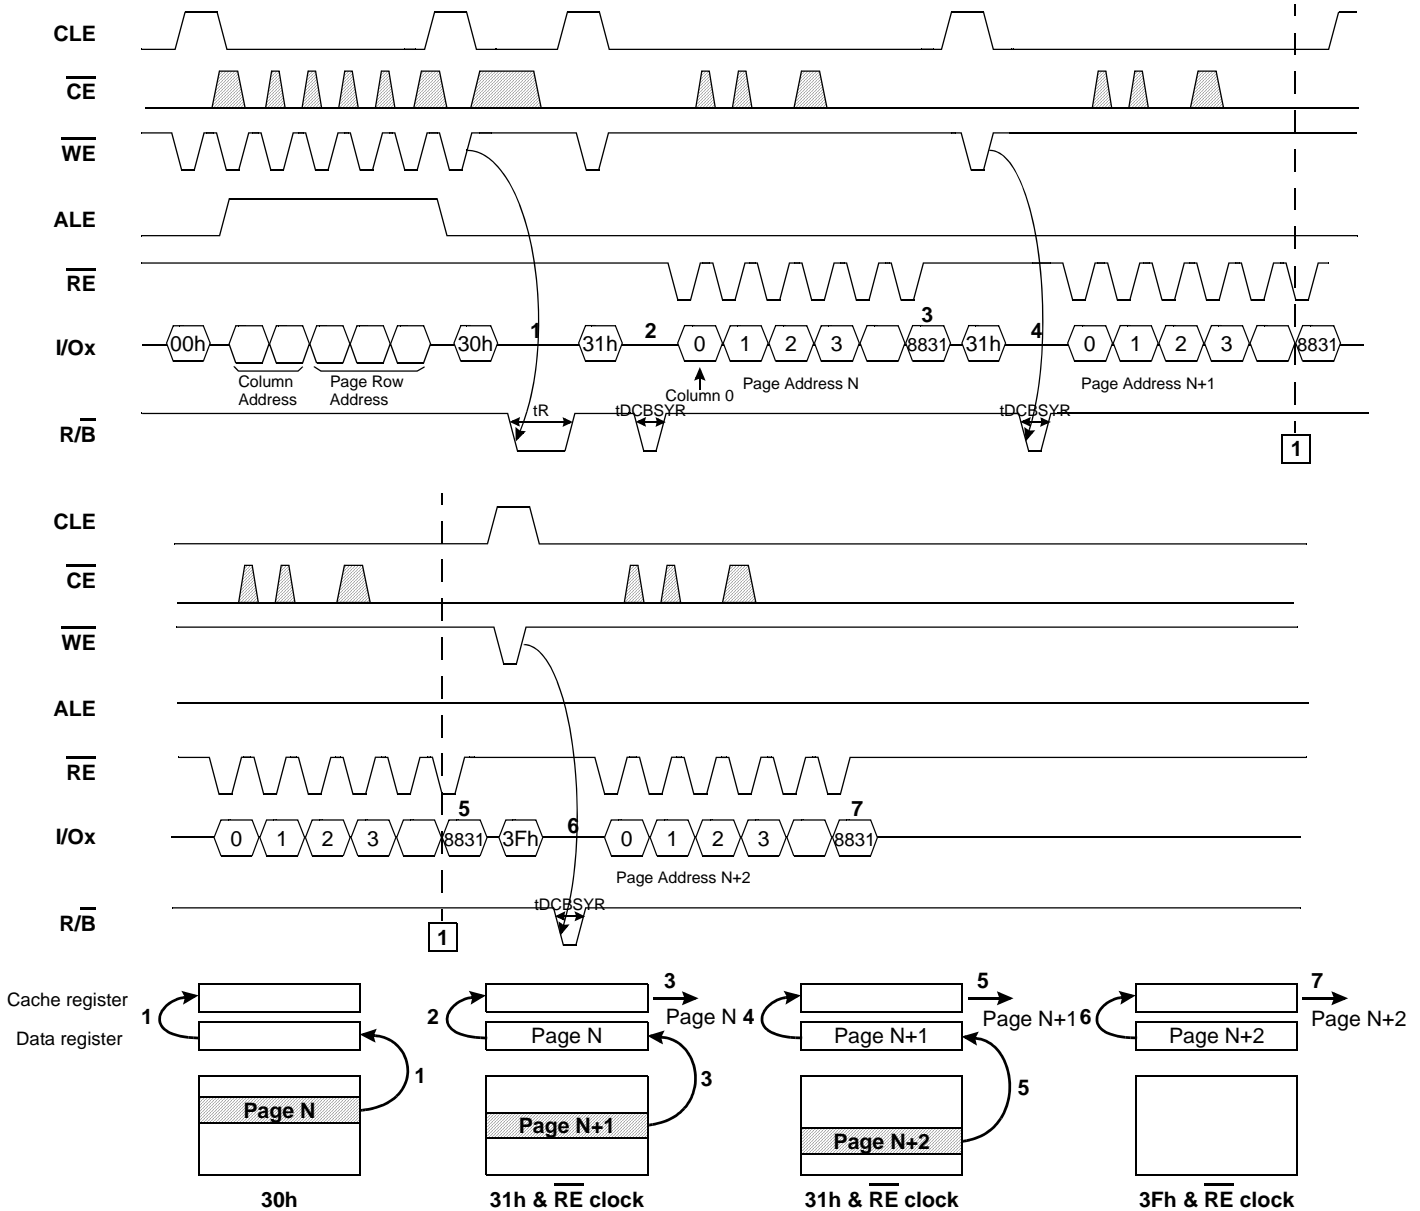 CLE
CE
WE
ALE
RE
I/Ox 00h 30h 1 31h 2 0 1 2 3 3 8831 31h 4 0 1 2 3 8831
Column Address
Page Row Address
Column 0
Page Address N
Page Address N+1
R/B tR tDCBSYR tDCBSYR
1
CLE
CE
WE
ALE
RE
I/Ox 0 1 2 3 5 8831 3Fh 6 0 1 2 3 7 8831
Page Address N+2
R/B tDCBSYR
1
Cache register
Data register
1
1
Page N
30h
2
3
Page N
Page N
3
Page N+1
31h & RE clock
4
5
Page N+1
Page N+1
5
Page N+2
31h & RE clock
6
7
Page N+2
Page N+2
3Fh & RE clock